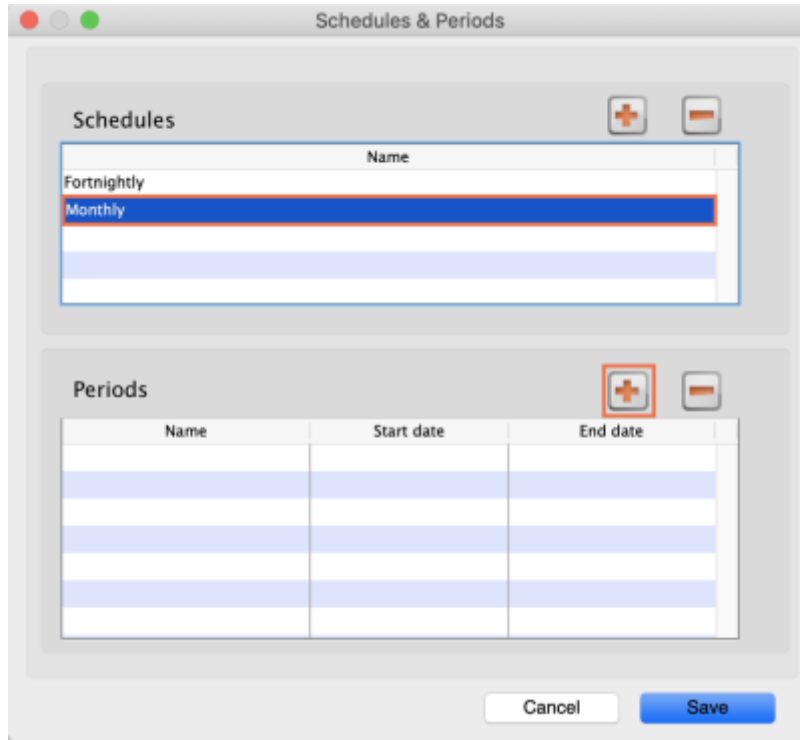 Schedules & Periods
Schedules
Name
Fortnightly
Monthly
Periods
Name Start date End date
Cancel Save